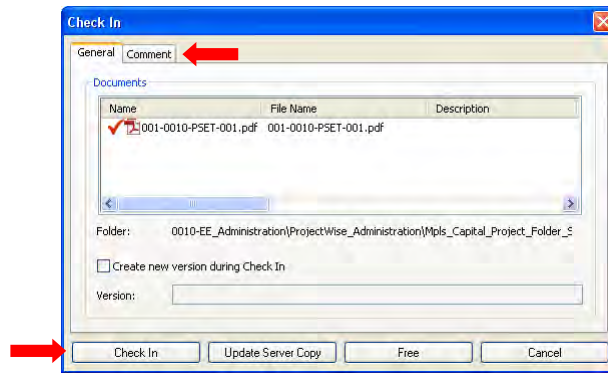 Check In
General Comment
Documents
Name File Name Description
001-0010-PSET-001.pdf 001-0010-PSET-001.pdf
Folder: 0010-EE_Administration\ProjectWise_Administration\Mpls_Capital_Project_Folder_S
Create new version during Check In
Version:
Check In Update Server Copy Free Cancel